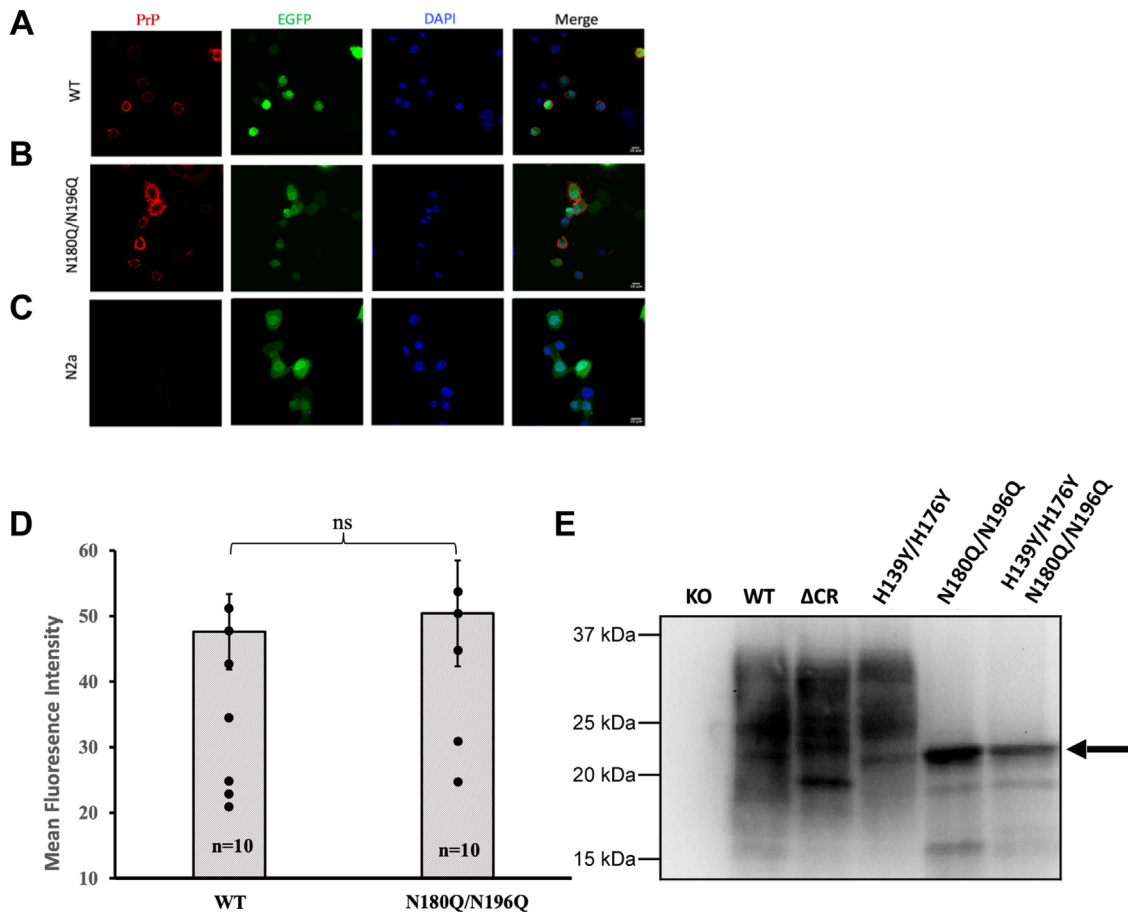 A
PrP
EGFP
DAPI
Merge
WT
B
N180Q/N196Q
C
N2a
D
ns
Mean Fluoresence Intensity
60
50
40
30
20
10
n=10
n=10
WT
N180Q/N196Q
E
KO
WT
ΔCR
H139Y/H176Y
N180Q/N196Q
H139Y/H176Y
N180Q/N196Q
37 kDa
25 kDa
20 kDa
15 kDa